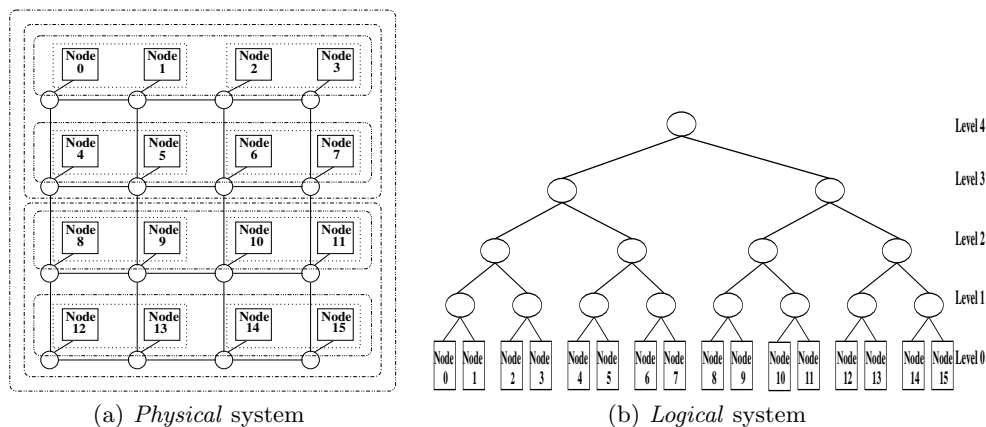 Node 0
Node 1
Node 2
Node 3
Node 4
Node 5
Node 6
Node 7
Node 8
Node 9
Node 10
Node 11
Node 12
Node 13
Node 14
Node 15
(a) Physical system
Level 4
Level 3
Level 2
Level 1
Level 0
Node 0
Node 1
Node 2
Node 3
Node 4
Node 5
Node 6
Node 7
Node 8
Node 9
Node 10
Node 11
Node 12
Node 13
Node 14
Node 15
(b) Logical system